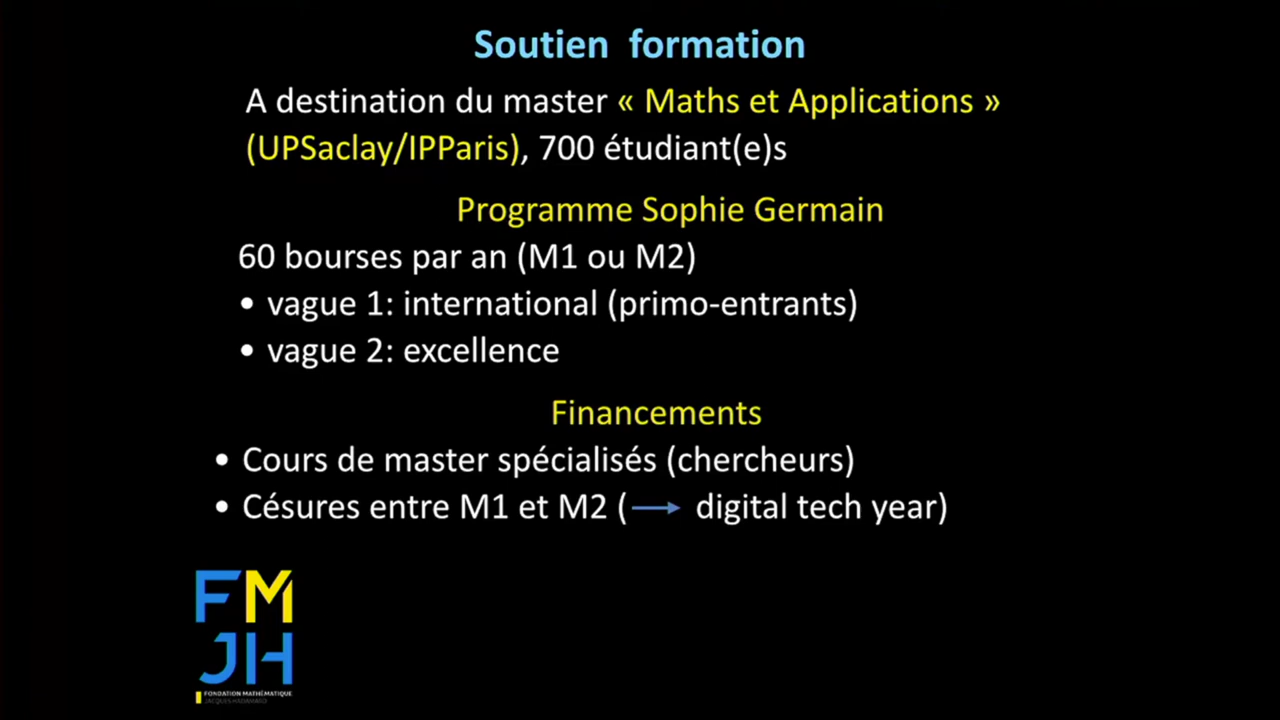 Soutien formation
A destination du master « Maths et Applications »
(UPSaclay/IPParis), 700 étudiant(e)s
Programme Sophie Germain
60 bourses par an (M1 ou M2)
• vague 1: international (primo-entrants)
• vague 2: excellence
Financements
• Cours de master spécialisés (chercheurs)
• Césures entre M1 et M2 (→ digital tech year)
FM
JH
FONDATION MATHÉMATIQUE
JACQUES HADAMARD